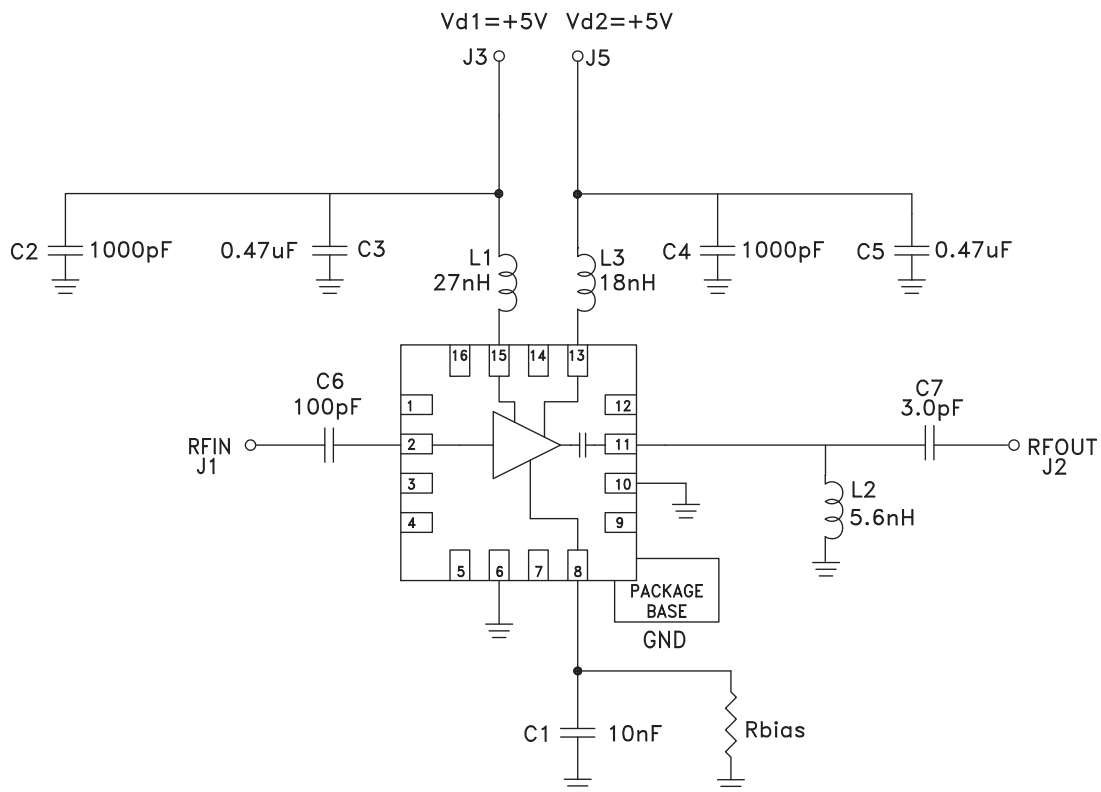 Vd1=+5V Vd2=+5V
J3 J5
C2 1000pF 0.47uF C3 L1 27nH L3 18nH C4 1000pF C5 0.47uF
16 15 14 13
C6
100pF
C7
3.0pF
1 12
RFIN
J1
2 11
RFOUT
J2
3 10
L2
5.6nH
4 9
5 6 7 8
PACKAGE
BASE
GND
C1 10nF Rbias